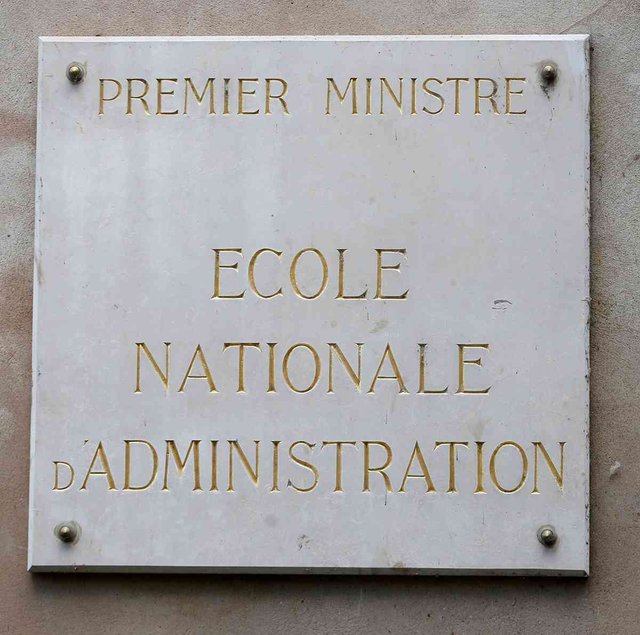 PREMIER MINISTRE
ECOLE
NATIONALE
D'ADMINISTRATION